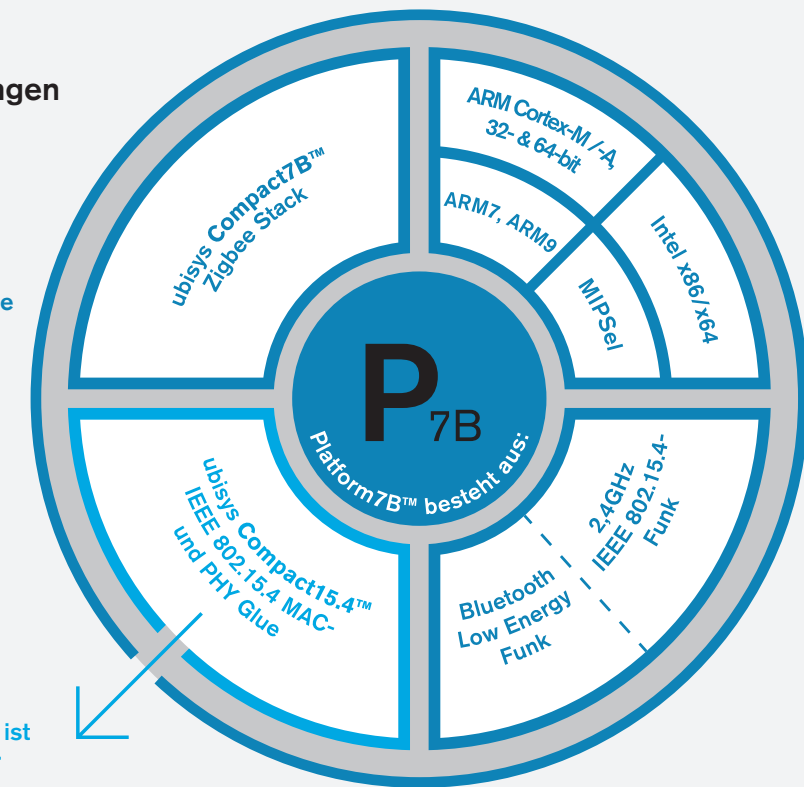 ubisys Compact7B™
Zigbee Stack
ARM Cortex-M /-A,
32- & 64-bit
ARM7, ARM9
Intel x86/x64
MIPSel
P7B
Platform7B™ besteht aus:
ubisys Compact15.4™
IEEE 802.15.4 MAC-
und PHY Glue
2,4GHz
IEEE 802.15.4-
Funk
Bluetooth
Low Energy
Funk
ist